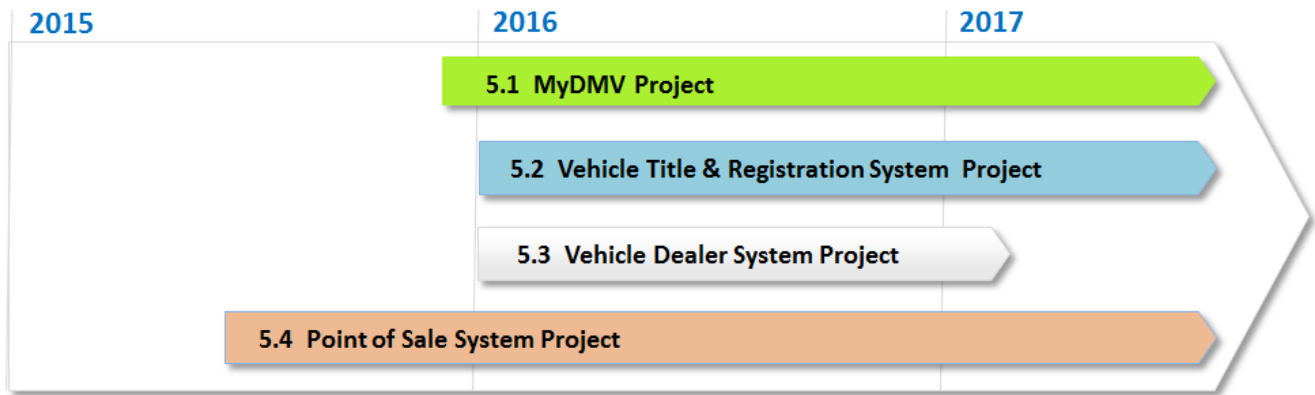 2015 2016 2017
5.1 MyDMV Project
5.2 Vehicle Title & Registration System Project
5.3 Vehicle Dealer System Project
5.4 Point of Sale System Project